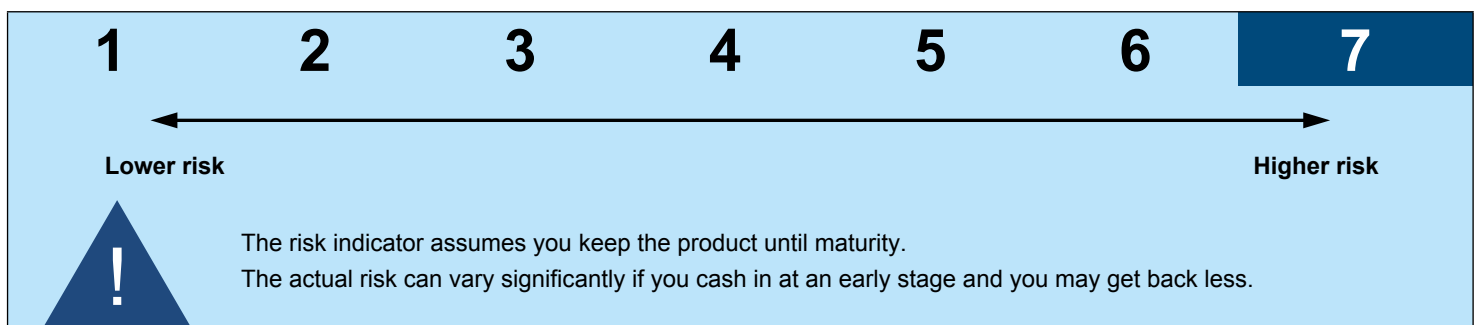 1 2 3 4 5 6 7
Lower risk Higher risk
!
The risk indicator assumes you keep the product until maturity.
The actual risk can vary significantly if you cash in at an early stage and you may get back less.